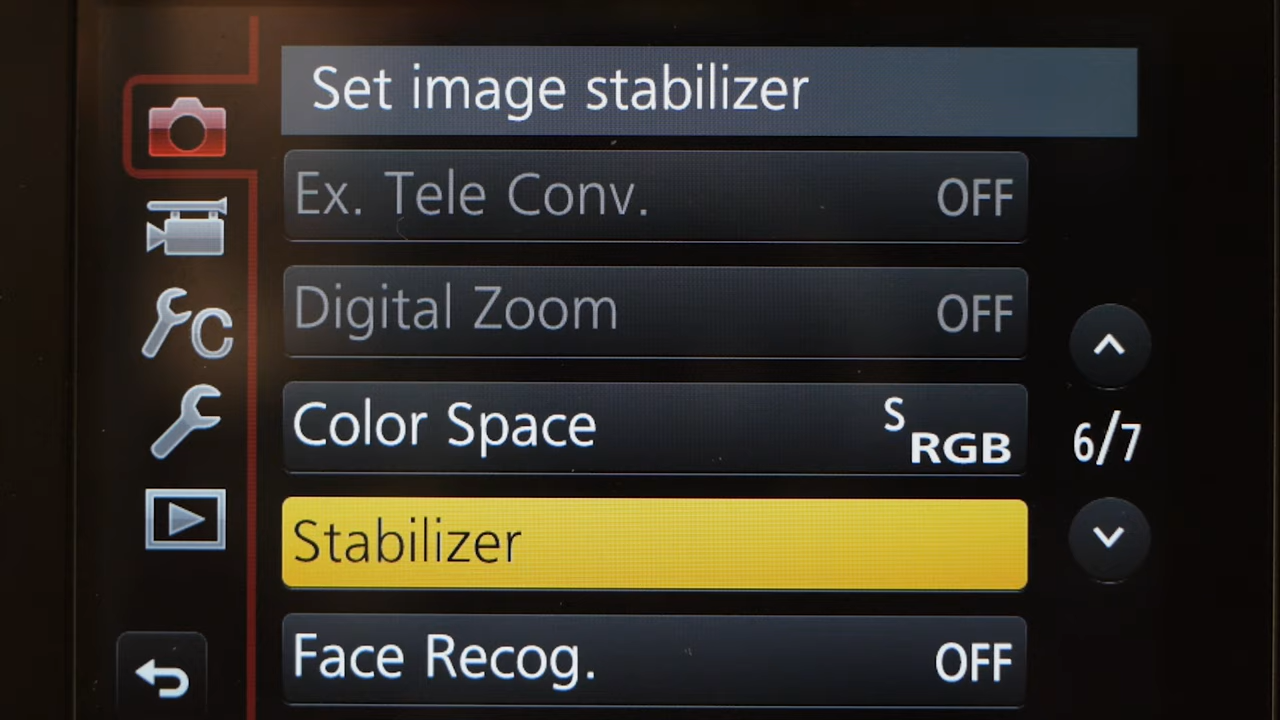 Set image stabilizer
Ex. Tele Conv. OFF
Digital Zoom OFF
Color Space sRGB
6/7
Stabilizer
Face Recog. OFF
C